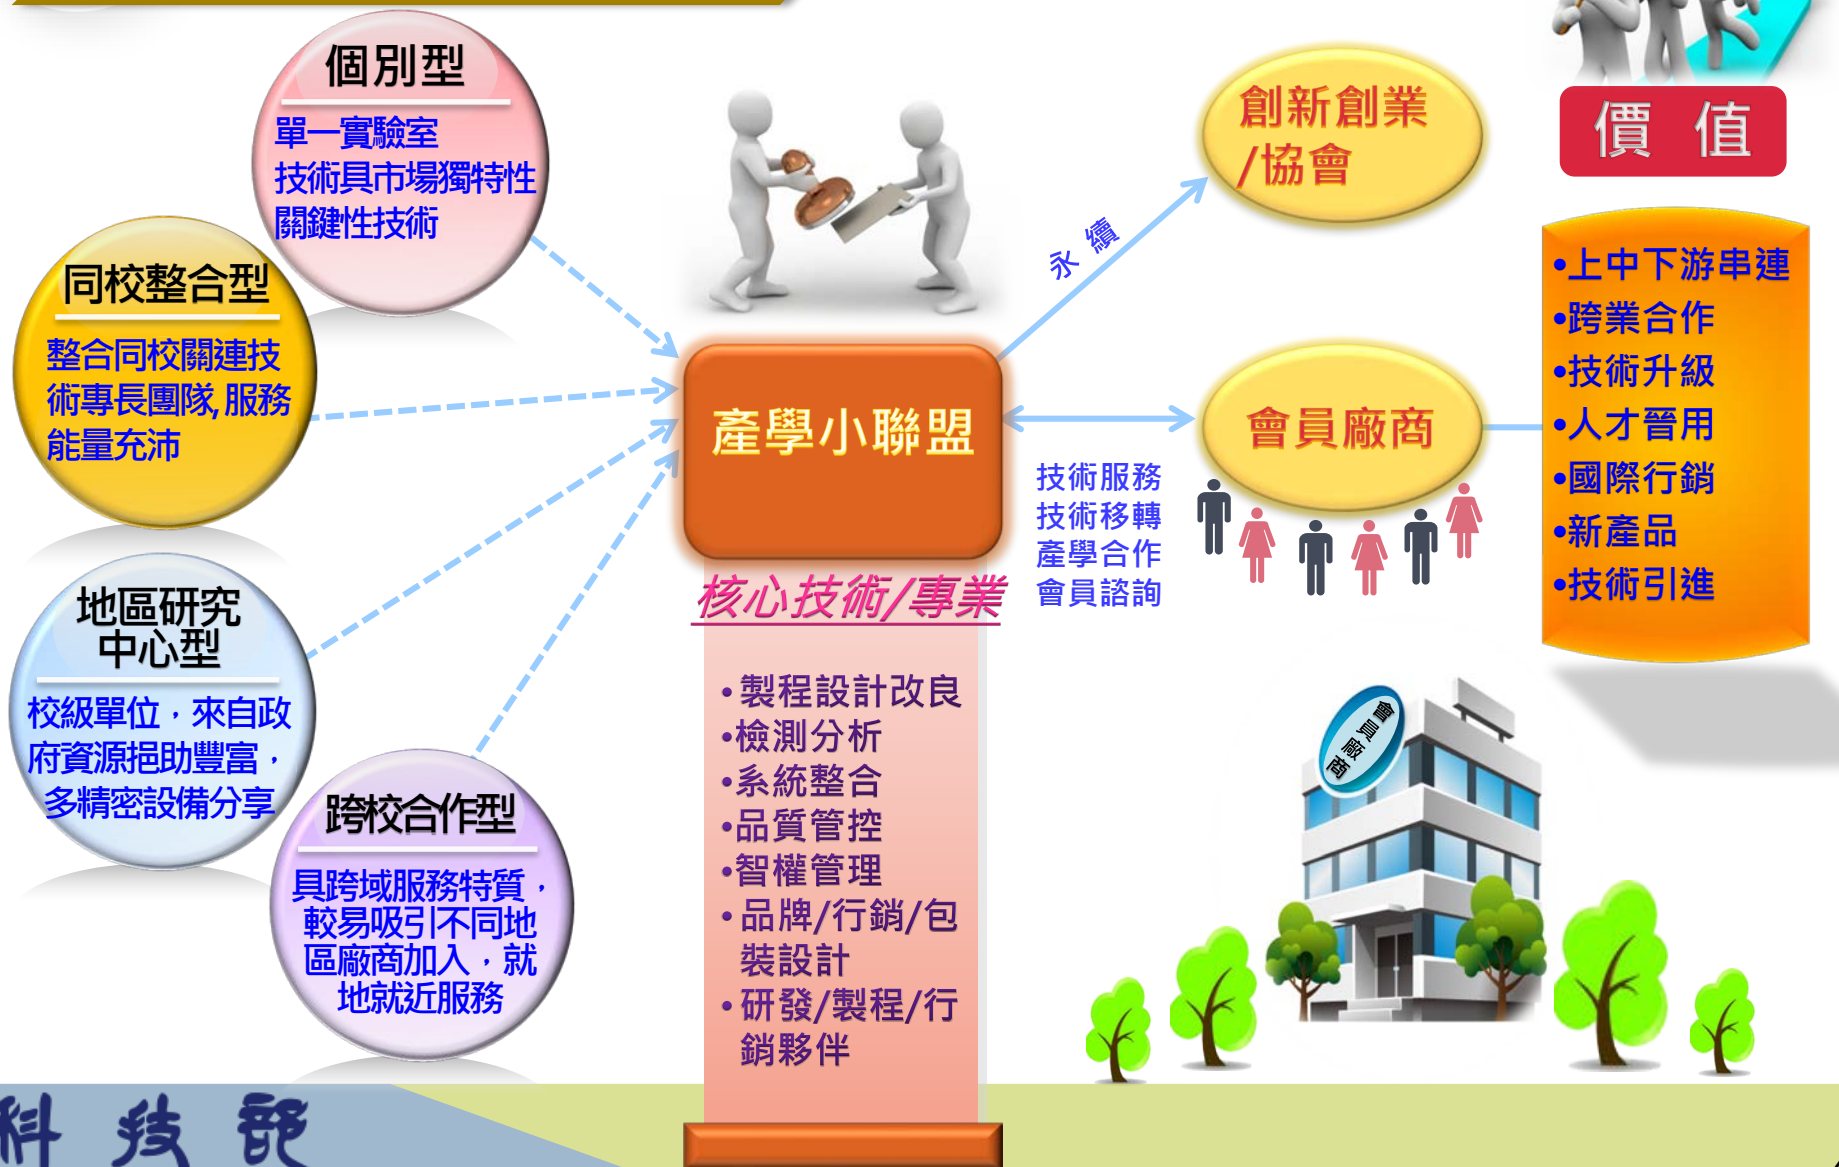 個別型
單一實驗室
技術具市場獨特性
關鍵性技術
同校整合型
整合同校關連技
術專長團隊,服務
能量充沛
地區研究
中心型
校級單位，來自政
府資源挹助豐富，
多精密設備分享
跨校合作型
具跨域服務特質，
較易吸引不同地
區廠商加入，就
地就近服務
產學小聯盟
核心技術/專業
•製程設計改良
•檢測分析
•系統整合
•品質管控
•智權管理
•品牌/行銷/包
裝設計
•研發/製程/行
銷夥伴
永續
創新創業
/協會
會員廠商
技術服務
技術移轉
產學合作
會員諮詢
價值
•上中下游串連
•跨業合作
•技術升級
•人才晉用
•國際行銷
•新產品
•技術引進
會員廠商
科技部